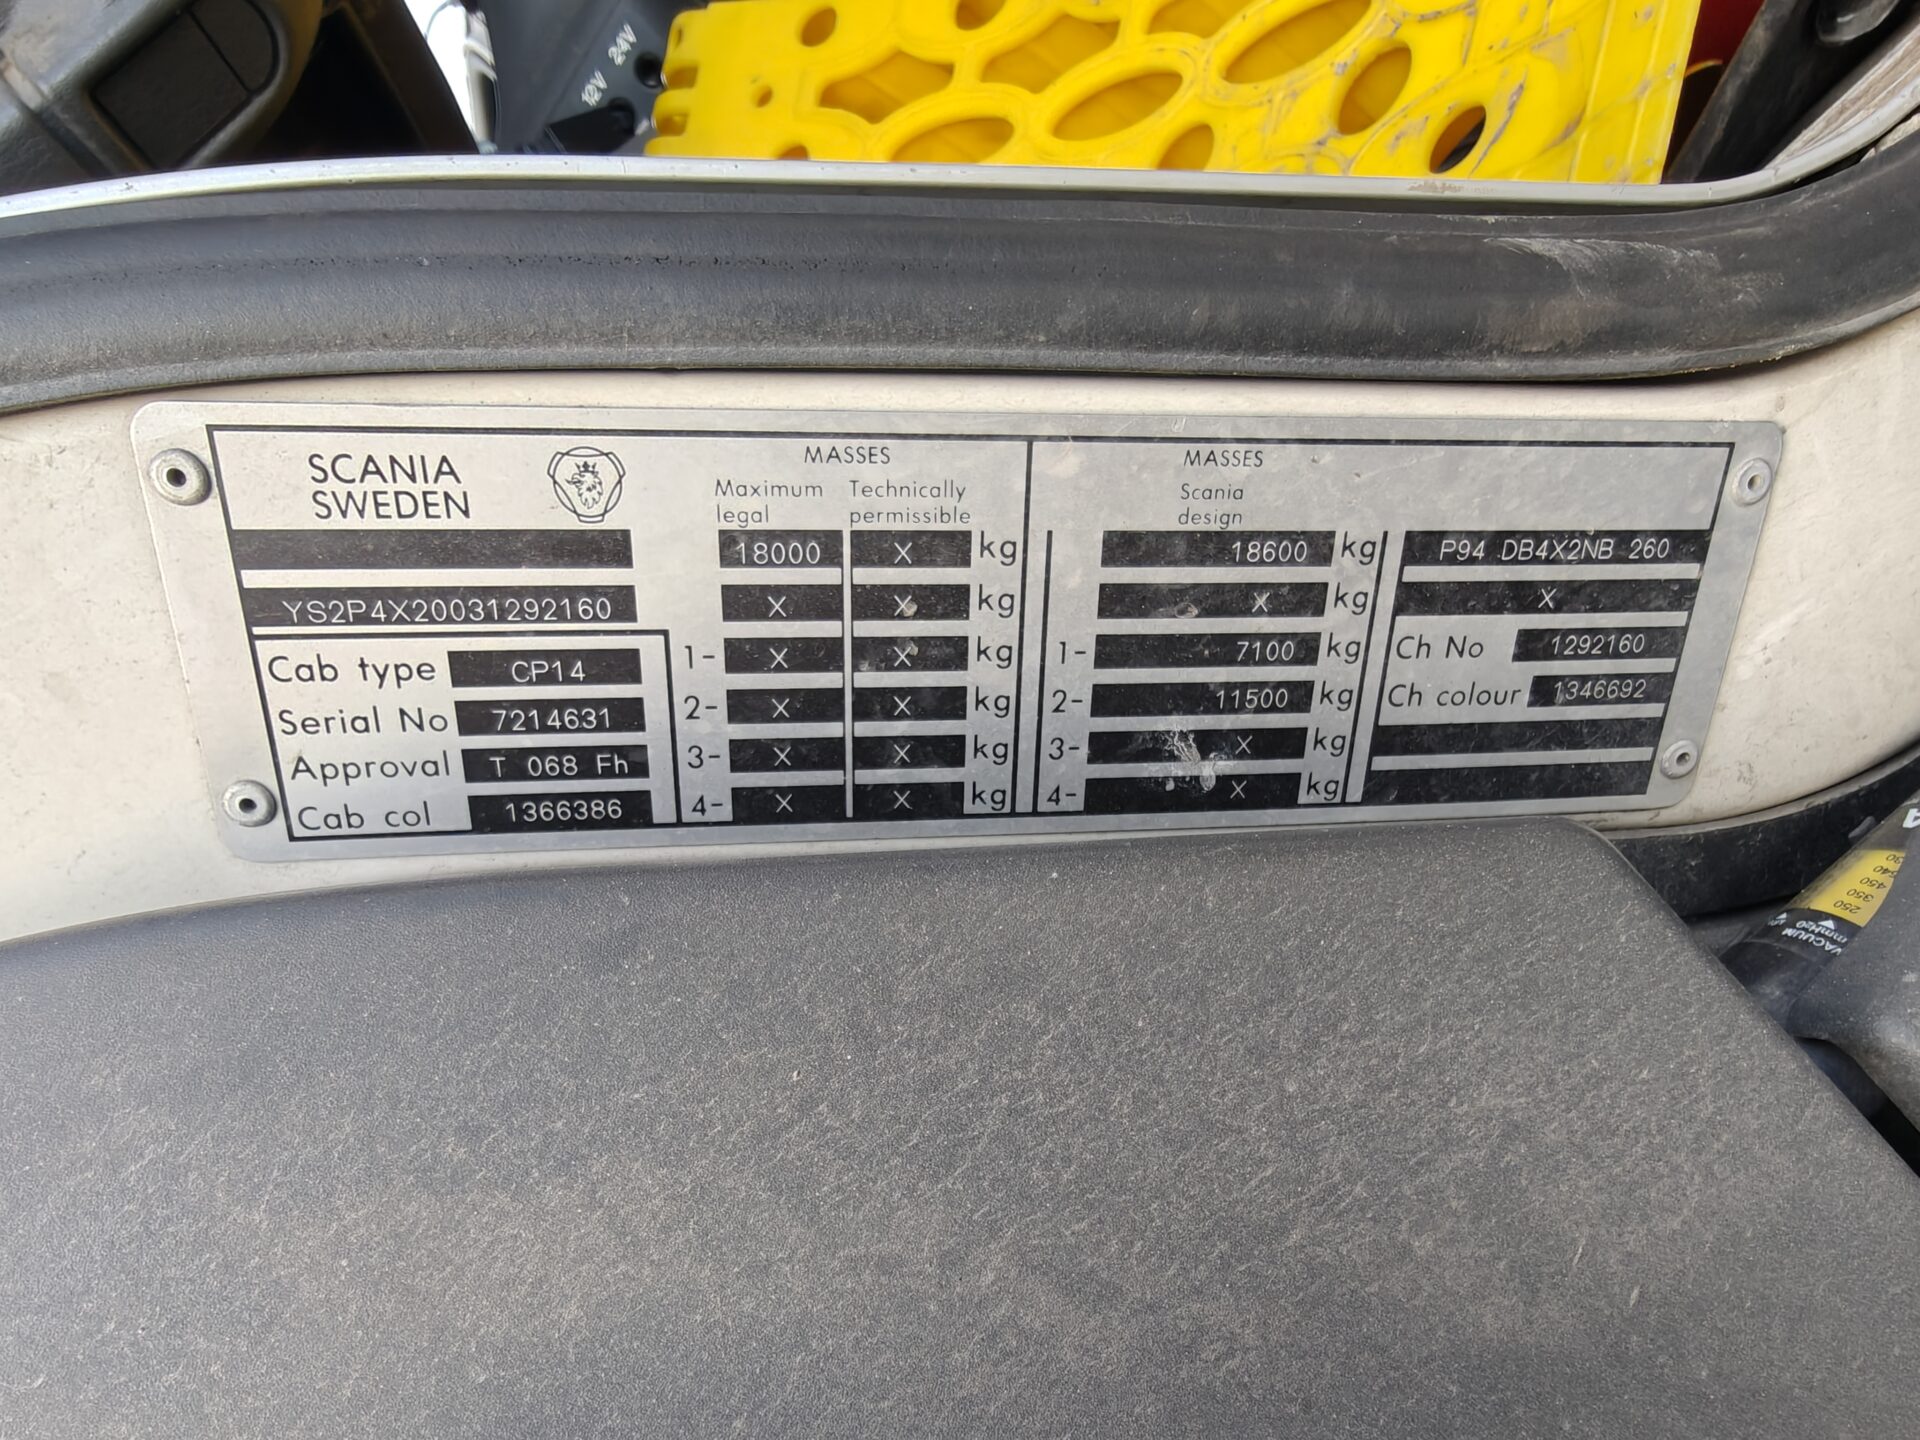 12V 24V
SCANIA
SWEDEN
MASSES
Maximum legal Technically permissible
18000 X kg
YS2P4X20031292160 X X kg
Cab type CP14 1- X X kg
Serial No 7214631 2- X X kg
Approval T 068 Fh 3- X X kg
Cab col 1366386 4- X X kg
MASSES
Scania
design
18600 kg P94 DB4X2NB 260
X kg X
1- 7100 kg Ch No 1292160
2- 11500 kg Ch colour 1346692
3- X kg
4- X kg
VACUUM
mmH2O
250
350
450